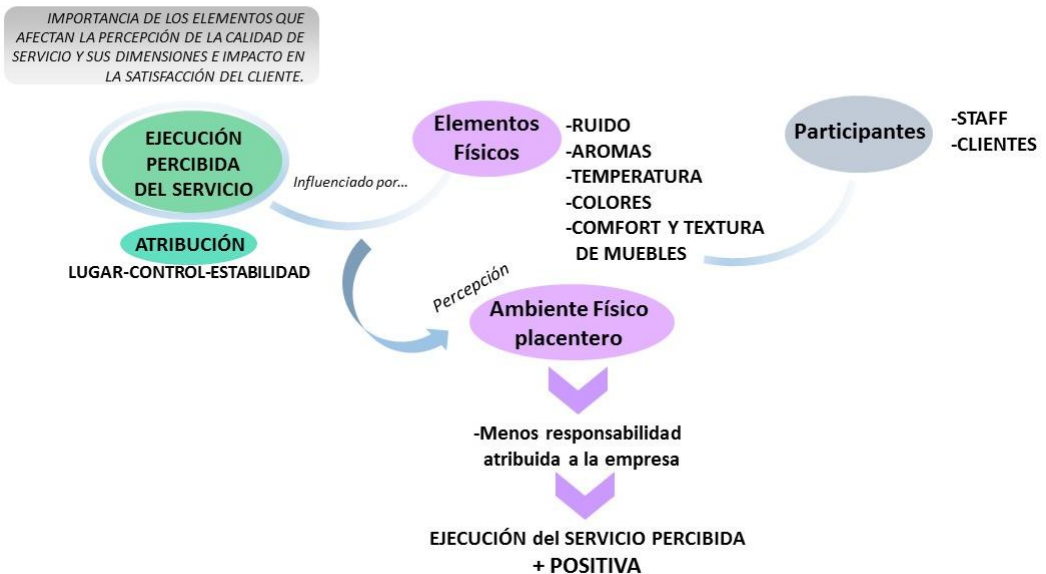 IMPORTANCIA DE LOS ELEMENTOS QUE
AFECTAN LA PERCEPCIÓN DE LA CALIDAD DE
SERVICIO Y SUS DIMENSIONES E IMPACTO EN
LA SATISFACCIÓN DEL CLIENTE.
EJECUCIÓN
PERCIBIDA
DEL SERVICIO
ATRIBUCIÓN
LUGAR-CONTROL-ESTABILIDAD
Influenciado por...
Elementos
Físicos
-RUIDO
-AROMAS
-TEMPERATURA
-COLORES
-COMFORT Y TEXTURA
DE MUEBLES
Participantes
-STAFF
-CLIENTES
Percepción
Ambiente Físico
placentero
-Menos responsabilidad
atribuida a la empresa
EJECUCIÓN del SERVICIO PERCIBIDA
+ POSITIVA